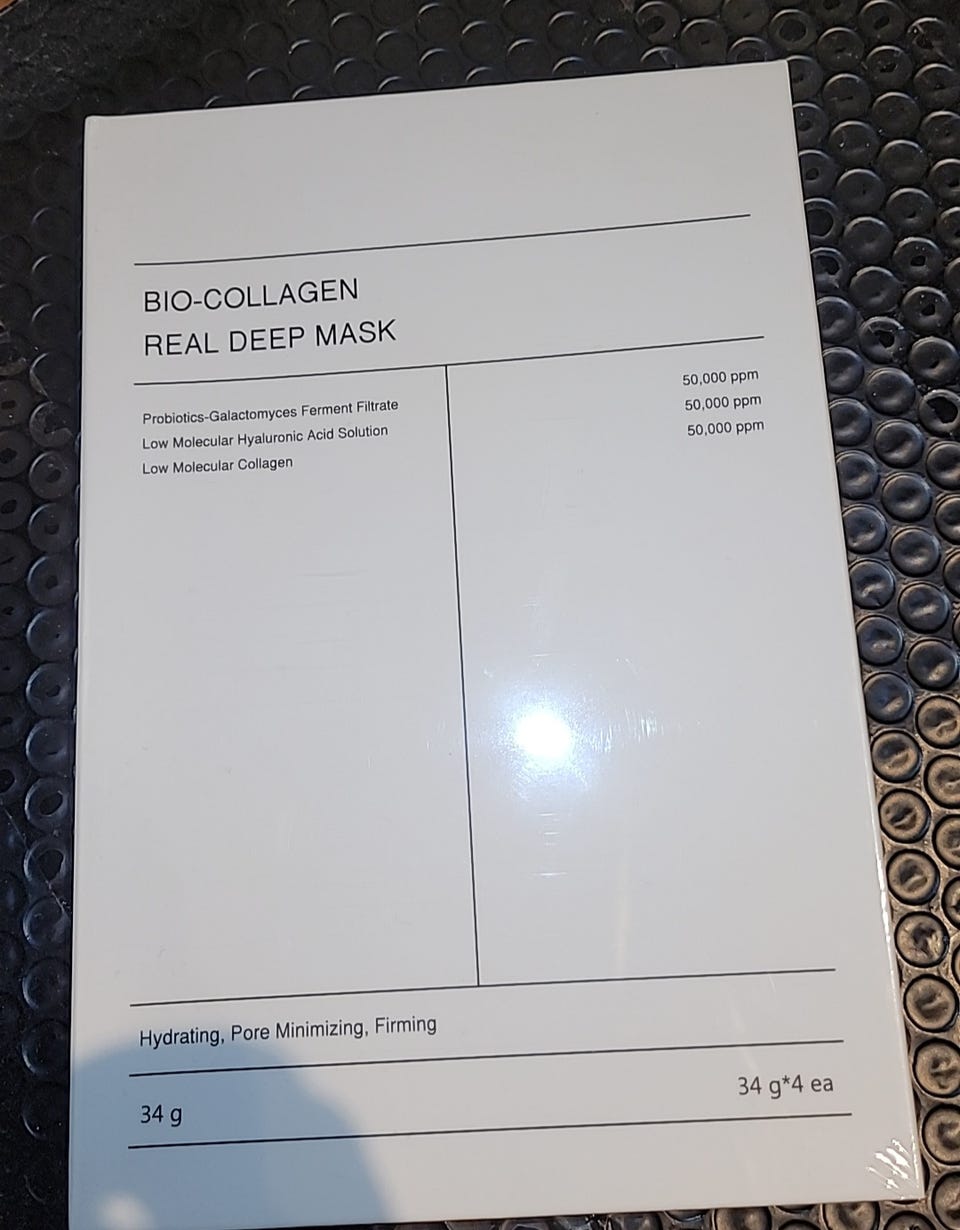 BIO-COLLAGEN
REAL DEEP MASK
Probiotics-Galactomyces Ferment Filtrate 50,000 ppm
Low Molecular Hyaluronic Acid Solution 50,000 ppm
Low Molecular Collagen 50,000 ppm
Hydrating, Pore Minimizing, Firming
34 g 34 g*4 ea